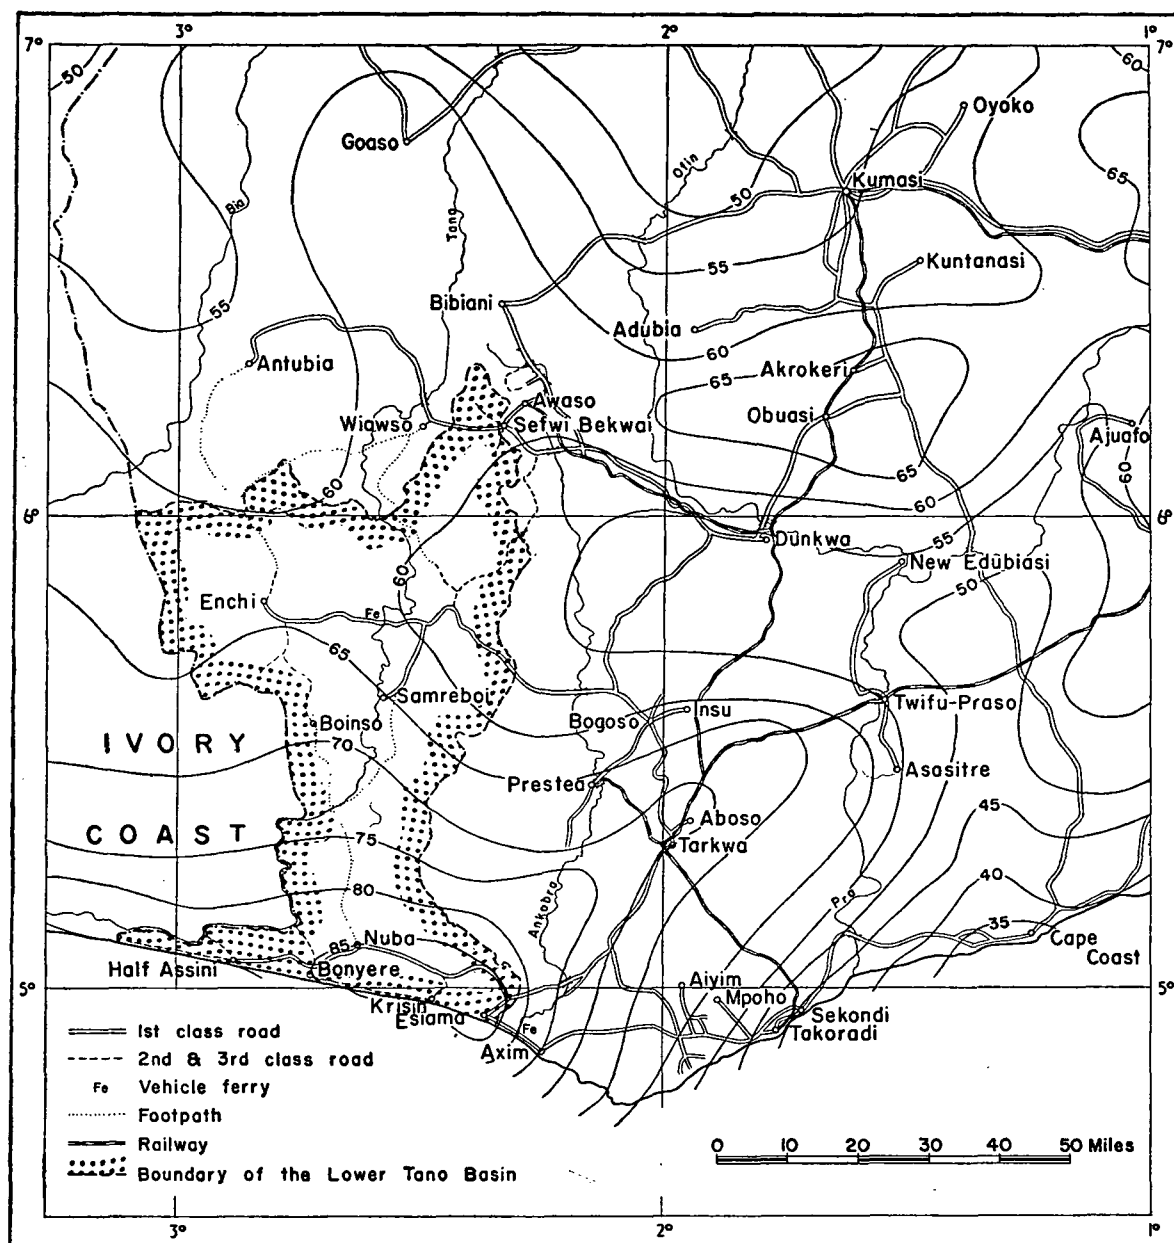 3° 2° 1°
7° 7°
50
60
Oyoko
Goaso
Ofin
65
Kumasi
50
Bia
Tano
55
Kuntanasi
55
Bibiani
Adubia
60
Antubia
65
Akrokeri
Awaso
Obuasi
Wiawso
Sefwi Bekwai
Ajuafo
65
60
60
60
6° 6°
Dunkwa
55
New Edubiasi
60
50
Enchi
Fe
65
Samreboi
Twifu-Praso
Insu
Bogoso
Boinso
IVORY
70
Asasitre
Prestea
45
Aboso
COAST
75
Tarkwa
40
80
Ankobra
Pra
35
Nuba
85
Cape
Coast
Half Assini
Bonyere
5° 5°
Aiyim
Mpoho
Krisin
Esiama
Sekondi
Takoradi
Fe
Axim
1st class road
2nd & 3rd class road
Fe Vehicle ferry
Footpath
Railway
Boundary of the Lower Tano Basin
0 10 20 30 40 50 Miles
3° 2° 1°